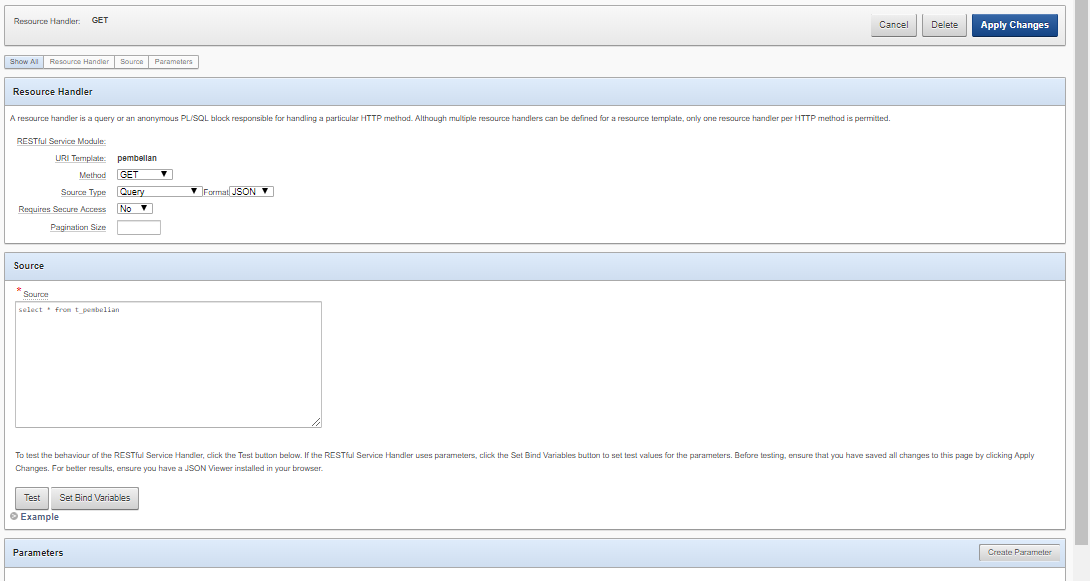 Resource Handler: GET
Cancel Delete Apply Changes
Show All Resource Handler Source Parameters
Resource Handler
A resource handler is a query or an anonymous PL/SQL block responsible for handling a particular HTTP method. Although multiple resource handlers can be defined for a resource template, only one resource handler per HTTP method is permitted.
RESTful Service Module:
URI Template: pembelian
Method GET
Source Type Query Format JSON
Requires Secure Access No
Pagination Size
Source
* Source
select * from t_pembelian
To test the behaviour of the RESTful Service Handler, click the Test button below. If the RESTful Service Handler uses parameters, click the Set Bind Variables button to set test values for the parameters. Before testing, ensure that you have saved all changes to this page by clicking Apply
Changes. For better results, ensure you have a JSON Viewer installed in your browser.
Test Set Bind Variables
Example
Parameters Create Parameter